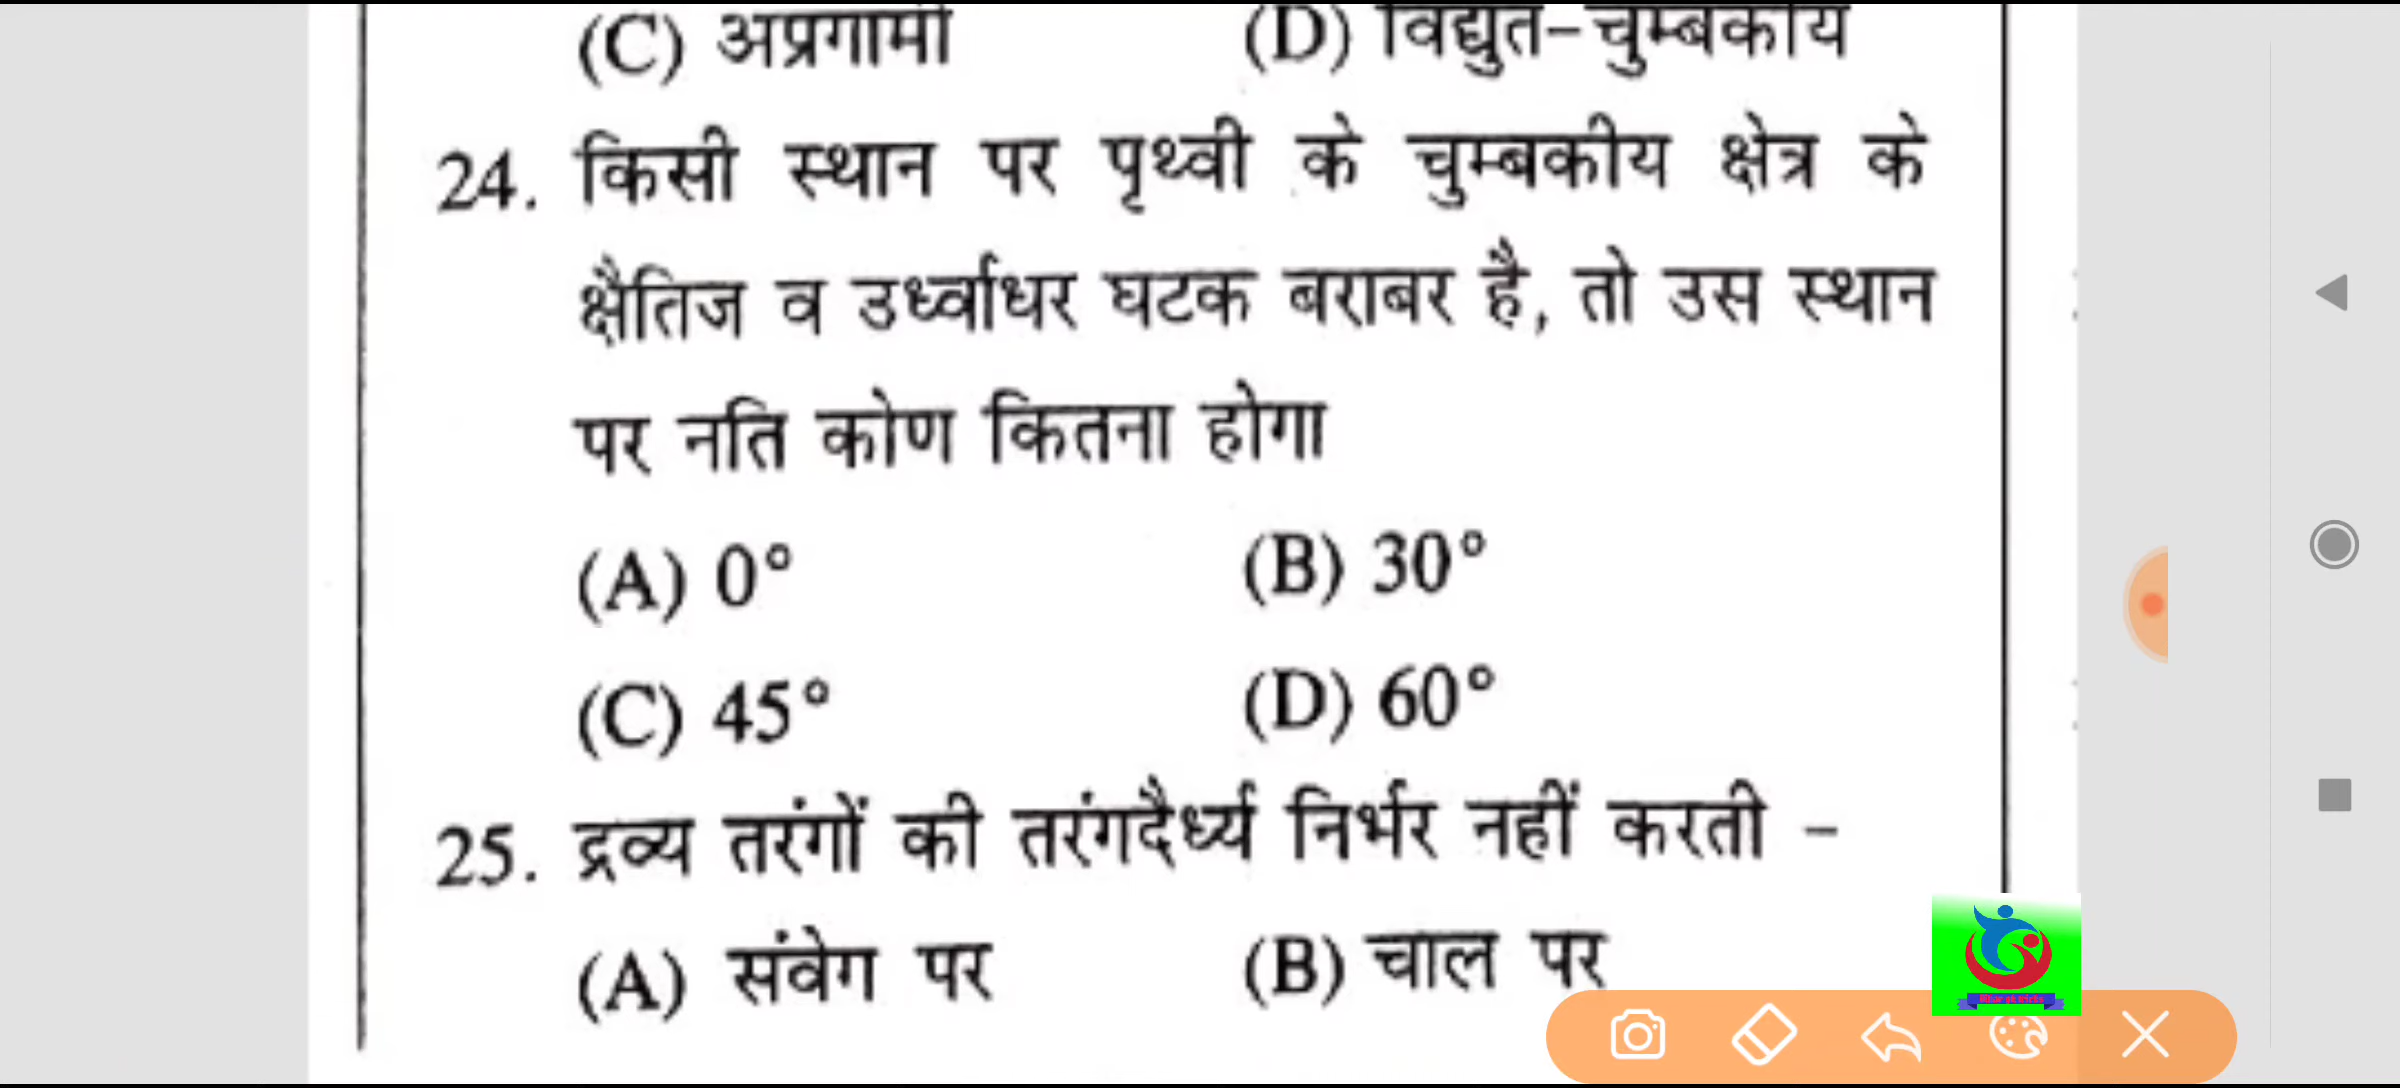 (C) अप्रगामी (D) विद्युत-चुम्बकीय
24. किसी स्थान पर पृथ्वी के चुम्बकीय क्षेत्र के
क्षैतिज व उर्ध्वाधर घटक बराबर है, तो उस स्थान
पर नति कोण कितना होगा
(A) 0° (B) 30°
(C) 45° (D) 60°
25. द्रव्य तरंगों की तरंगदैर्ध्य निर्भर नहीं करती -
(A) संवेग पर (B) चाल पर